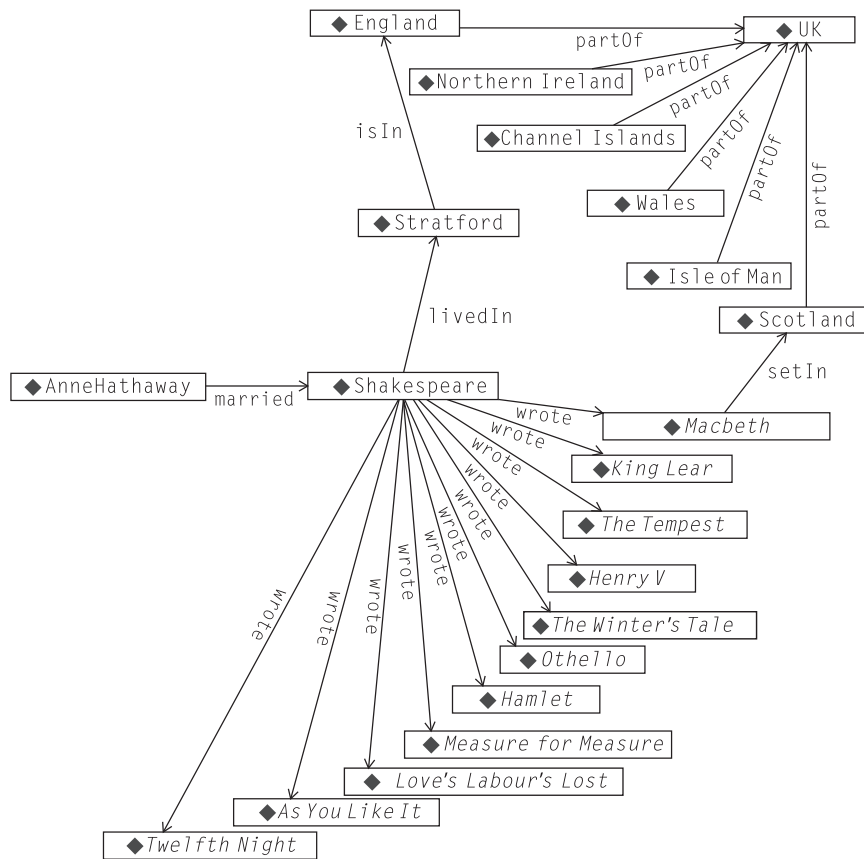 England
UK
partOf
Northern Ireland
partOf
Channel Islands
partOf
isIn
partOf
partOf
partOf
Wales
Stratford
Isle of Man
livedIn
Scotland
setIn
AnneHathaway
married
Shakespeare
wrote
Macbeth
wrote
King Lear
wrote
The Tempest
wrote
Henry V
wrote
The Winter's Tale
wrote
Othello
wrote
Hamlet
wrote
Measure for Measure
wrote
Love's Labour's Lost
wrote
As You Like It
wrote
Twelfth Night